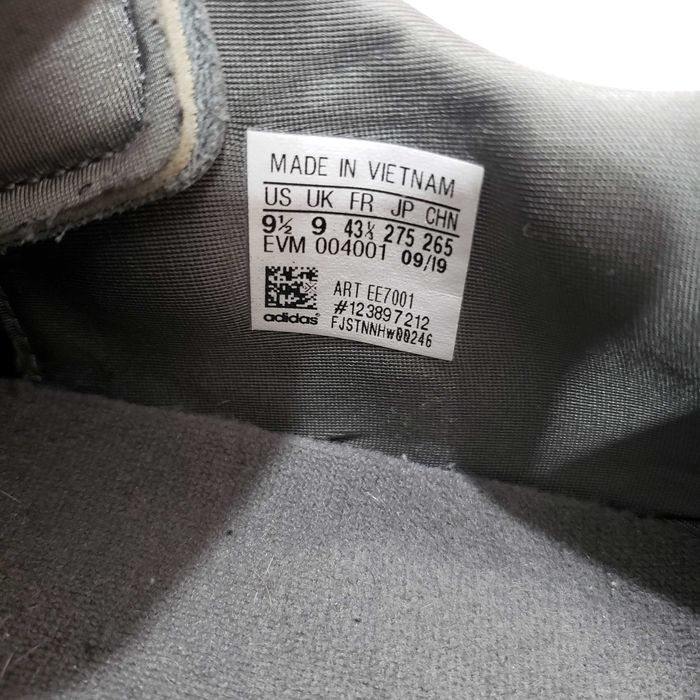 MADE IN VIETNAM
US UK FR JP CHN
9½ 9 43⅓ 275 265
EVM 004001 09/19
ART EE7001
#123897212
adidas FJSTNNHw00246